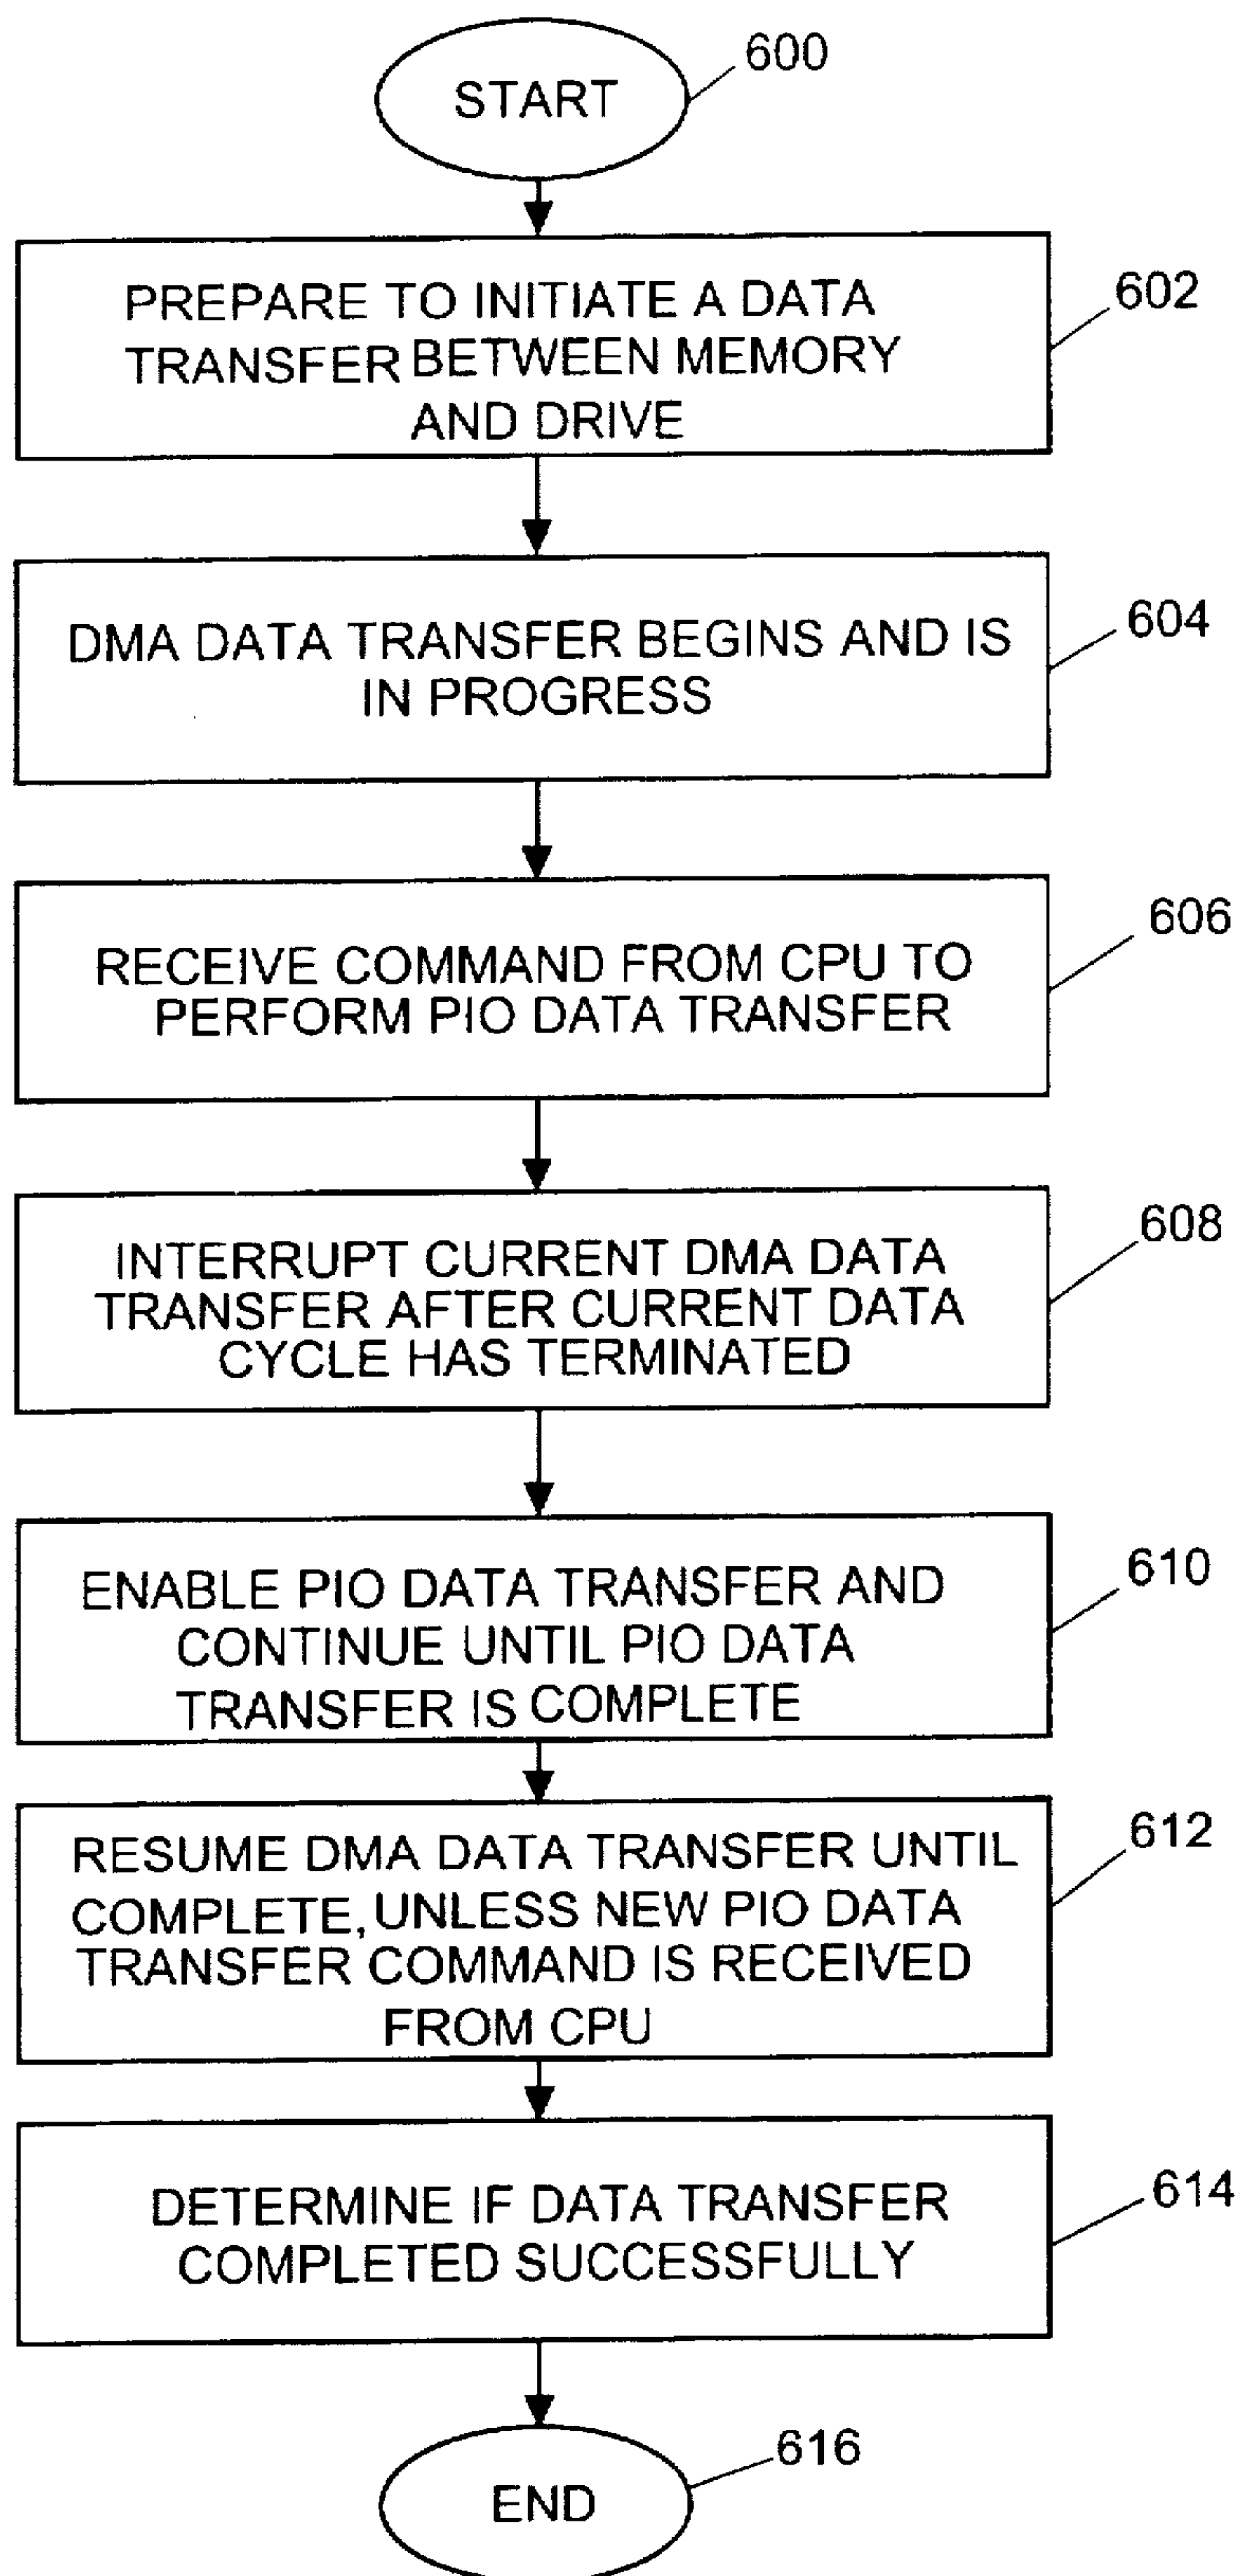 START
600
PREPARE TO INITIATE A DATA
TRANSFER BETWEEN MEMORY
AND DRIVE
602
DMA DATA TRANSFER BEGINS AND IS
IN PROGRESS
604
RECEIVE COMMAND FROM CPU TO
PERFORM PIO DATA TRANSFER
606
INTERRUPT CURRENT DMA DATA
TRANSFER AFTER CURRENT DATA
CYCLE HAS TERMINATED
608
ENABLE PIO DATA TRANSFER AND
CONTINUE UNTIL PIO DATA
TRANSFER IS COMPLETE
610
RESUME DMA DATA TRANSFER UNTIL
COMPLETE, UNLESS NEW PIO DATA
TRANSFER COMMAND IS RECEIVED
FROM CPU
612
DETERMINE IF DATA TRANSFER
COMPLETED SUCCESSFULLY
614
END
616